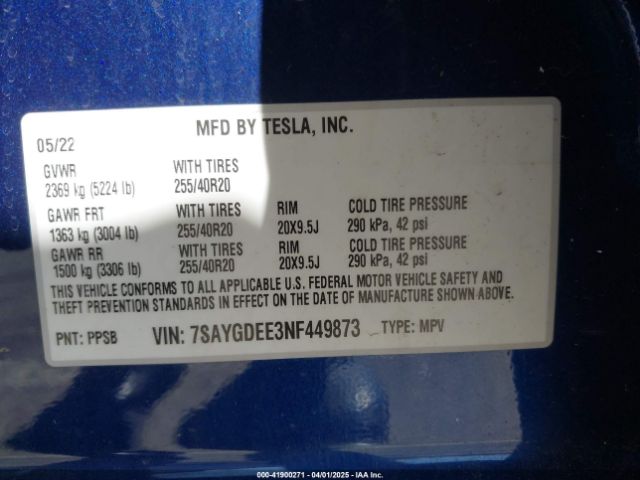 MFD BY TESLA, INC.
05/22
GVWR WITH TIRES
2369 kg (5224 lb) 255/40R20
GAWR FRT WITH TIRES RIM COLD TIRE PRESSURE
1363 kg (3004 lb) 255/40R20 20X9.5J 290 kPa, 42 psi
GAWR RR WITH TIRES RIM COLD TIRE PRESSURE
1500 kg (3306 lb) 255/40R20 20X9.5J 290 kPa, 42 psi
THIS VEHICLE CONFORMS TO ALL APPLICABLE U.S. FEDERAL MOTOR VEHICLE SAFETY AND
THEFT PREVENTION STANDARDS IN EFFECT ON THE DATE OF MANUFACTURE SHOWN ABOVE.
PNT: PPSB VIN: 7SAYGDEE3NF449873 TYPE: MPV
000-41900271 - 04/01/2025 - IAA Inc.